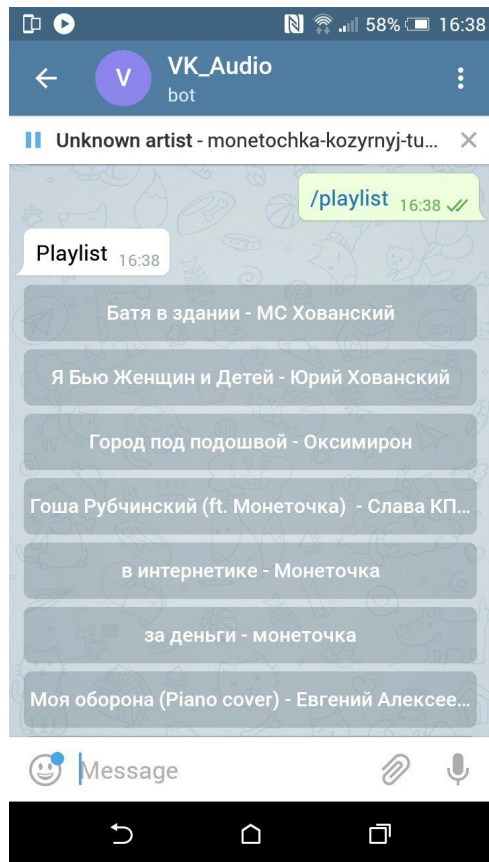 58% 16:38
V
VK_Audio
bot
Unknown artist - monetochka-kozyrnyj-tu...
/playlist 16:38
Playlist 16:38
Батя в здании - МС Хованский
Я Бью Женщин и Детей - Юрий Хованский
Город под подошвой - Оксимирон
Гоша Рубчинский (ft. Монеточка) - Слава КП...
в интернетике - Монеточка
за деньги - монеточка
Моя оборона (Piano cover) - Евгений Алексее...
Message